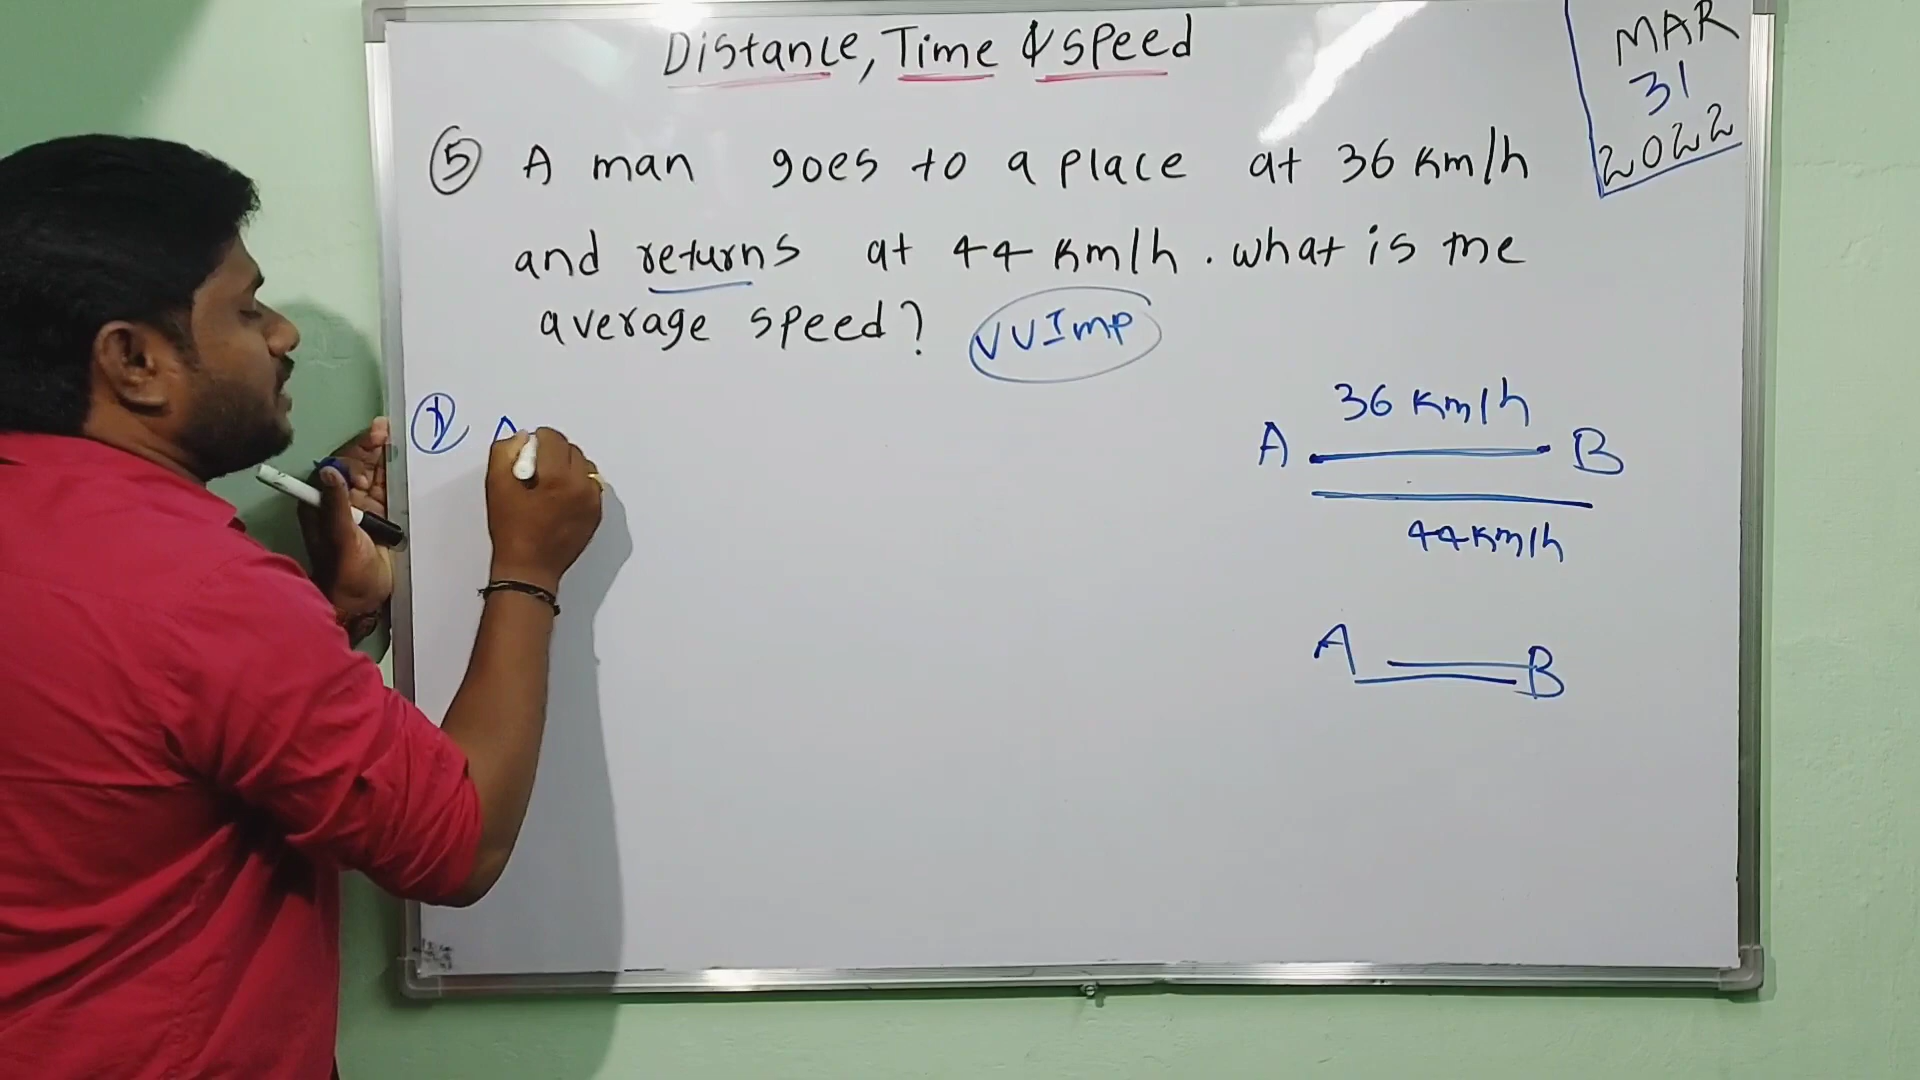 Distance, Time & speed
MAR
31
2022
⑤ A man goes to a place at 36 km/h
and returns at 44 km/h. what is the
average speed? VVImp
36 km/h
A B
44 km/h
A B
① A